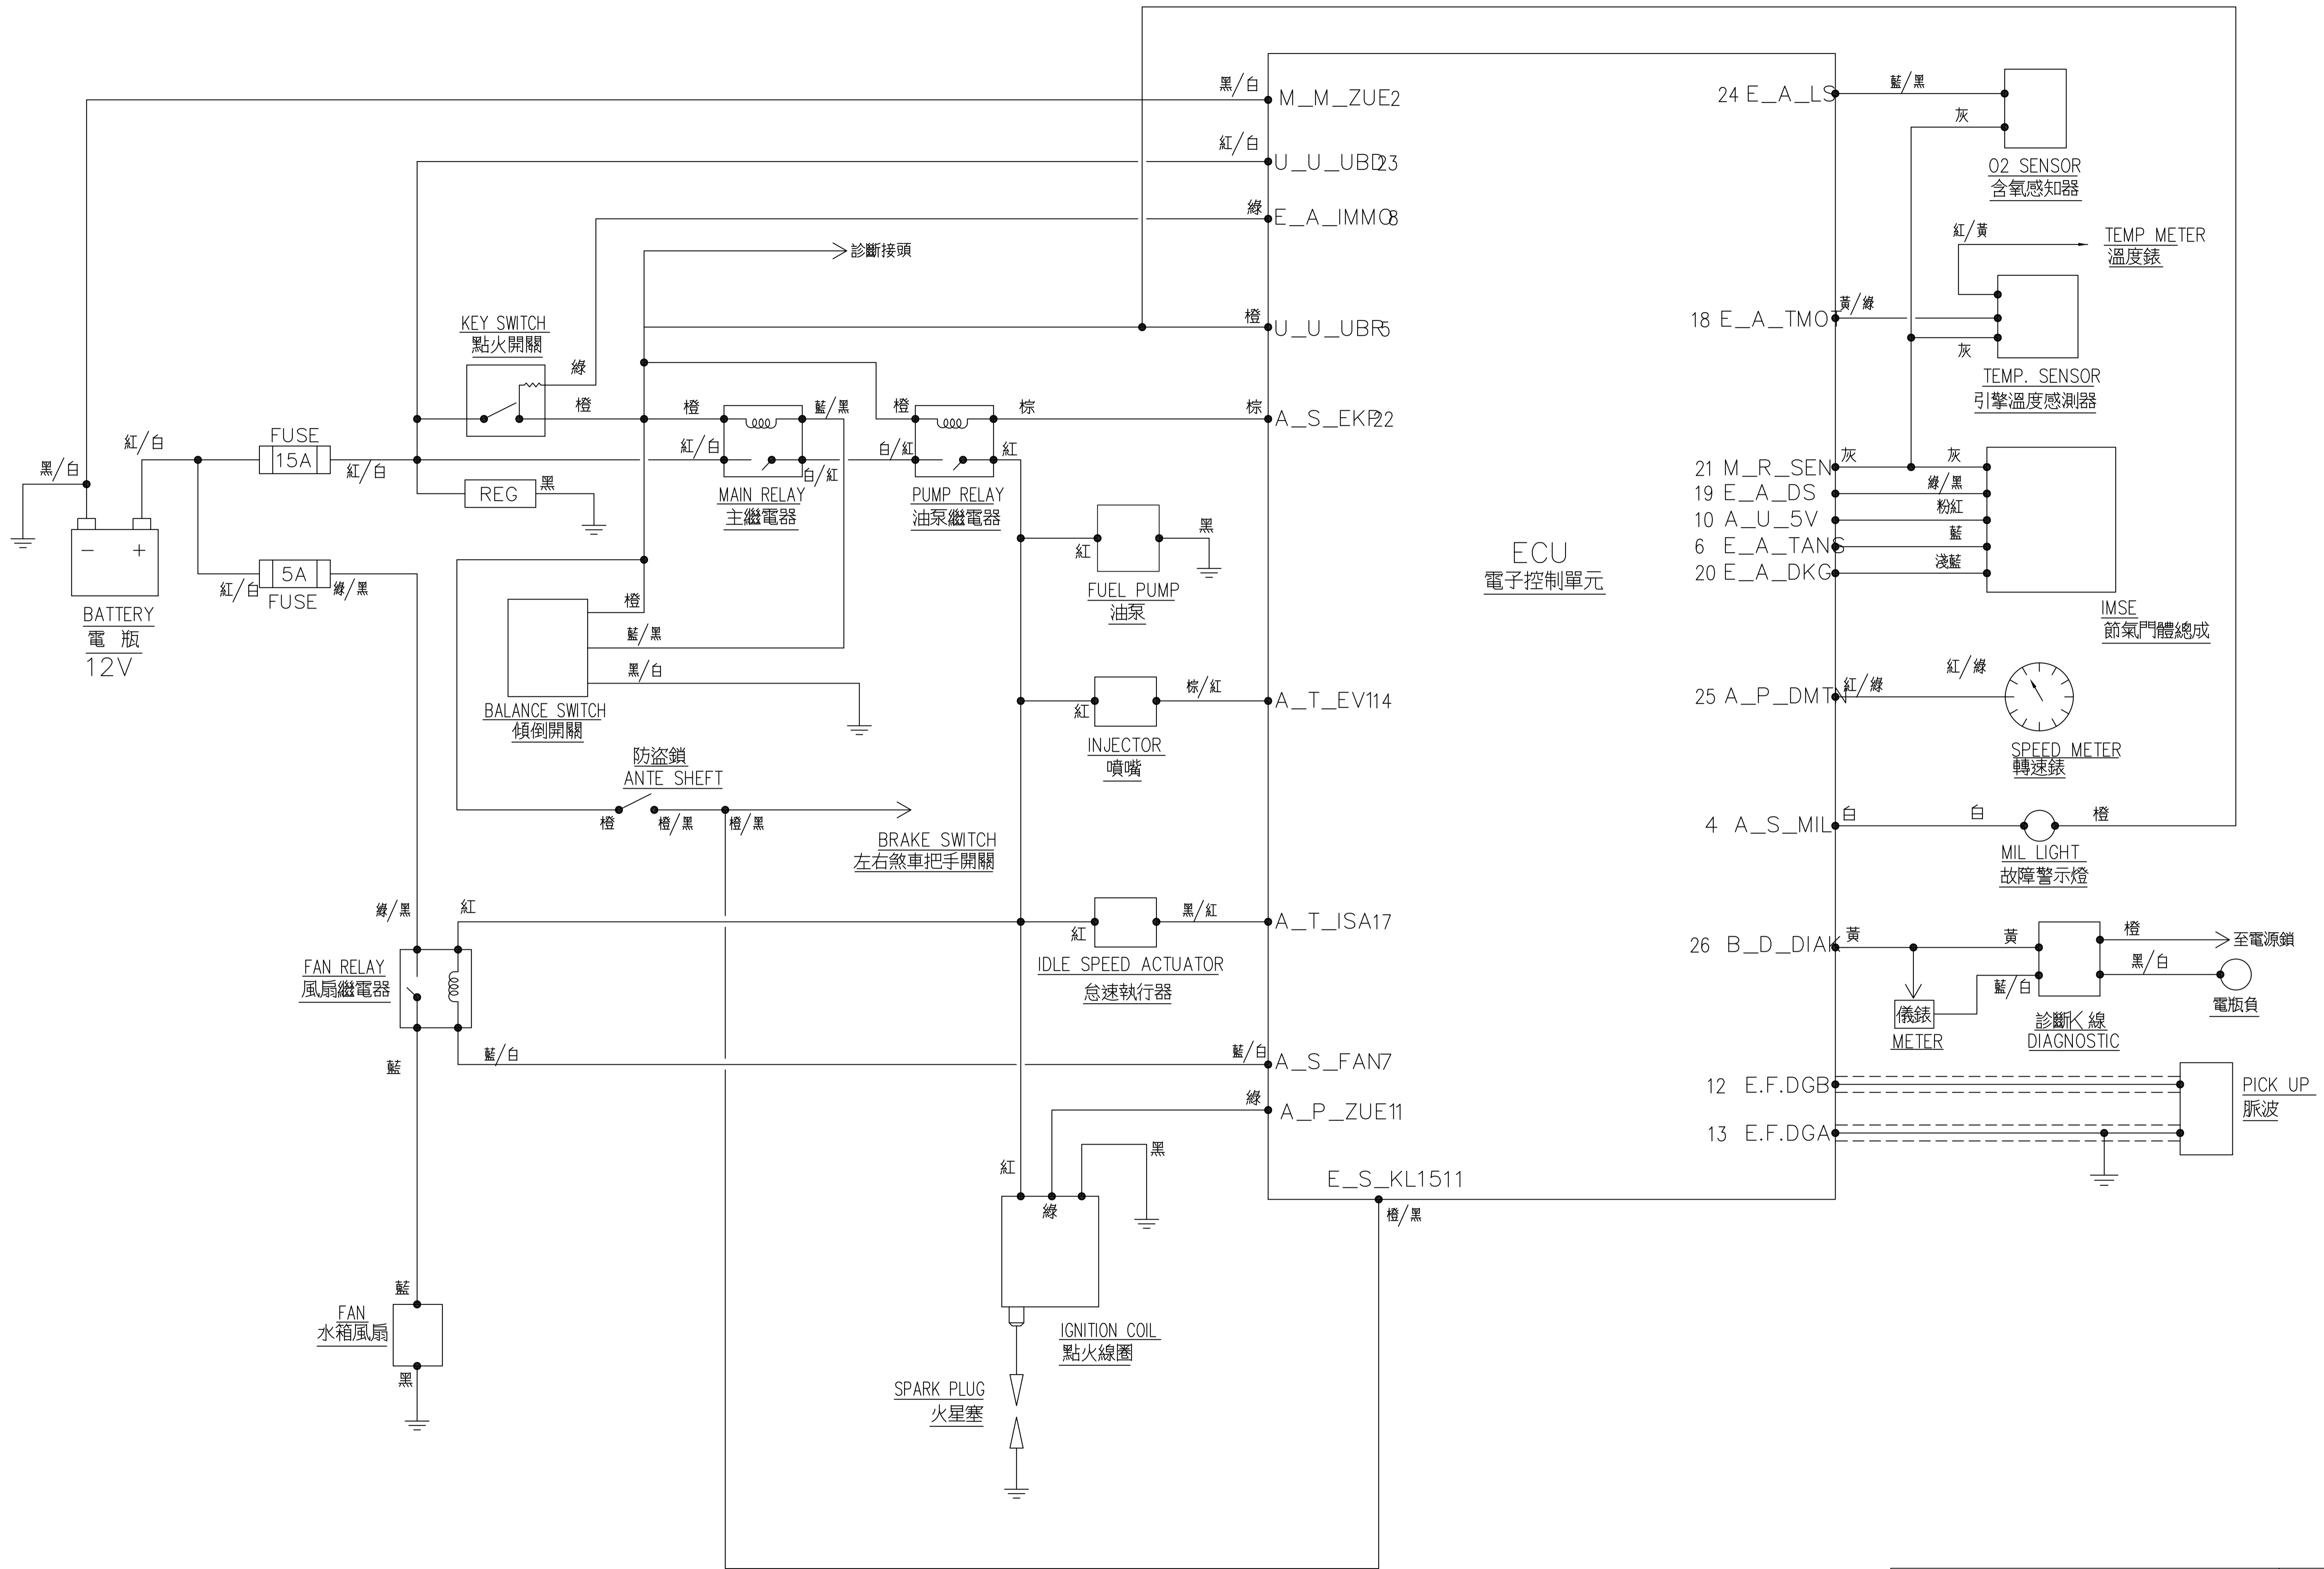 黑/白
M_M_ZUE2
紅/白
U_U_UBD23
綠
E_A_IMMO8
診斷接頭
橙
U_U_UBR5
KEY SWITCH
點火開關
綠
橙
橙
藍/黑
橙
棕
棕
A_S_EKP22
紅/白
FUSE
15A
紅/白
黑/白
紅/白
白/紅
白/紅
紅
REG
黑
MAIN RELAY
主繼電器
PUMP RELAY
油泵繼電器
- +
BATTERY
電 瓶
12V
紅/白
5A
FUSE
綠/黑
紅
黑
FUEL PUMP
油泵
橙
藍/黑
黑/白
BALANCE SWITCH
傾倒開關
紅
棕/紅
A_T_EV114
INJECTOR
噴嘴
防盜鎖
ANTE SHEFT
橙
橙/黑
橙/黑
BRAKE SWITCH
左右煞車把手開關
綠/黑
紅
紅
黑/紅
A_T_ISA17
IDLE SPEED ACTUATOR
怠速執行器
FAN RELAY
風扇繼電器
藍
藍/白
藍/白
A_S_FAN7
綠
A_P_ZUE11
黑
紅
綠
E_S_KL1511
橙/黑
IGNITION COIL
點火線圈
藍
FAN
水箱風扇
黑
SPARK PLUG
火星塞
ECU
電子控制單元
24 E_A_LS
藍/黑
灰
O2 SENSOR
含氧感知器
紅/黃
TEMP METER
溫度錶
18 E_A_TMOT
黃/綠
灰
TEMP. SENSOR
引擎溫度感測器
21 M_R_SEN
灰
灰
19 E_A_DS
綠/黑
10 A_U_5V
粉紅
6 E_A_TANS
藍
20 E_A_DKG
淺藍
IMSE
節氣門體總成
25 A_P_DMTN
紅/綠
紅/綠
SPEED METER
轉速錶
4 A_S_MIL
白
白
橙
MIL LIGHT
故障警示燈
26 B_D_DIAK
黃
黃
橙
至電源鎖
藍/白
黑/白
電瓶負
儀錶
METER
診斷K線
DIAGNOSTIC
12 E.F.DGB
13 E.F.DGA
PICK UP
脈波